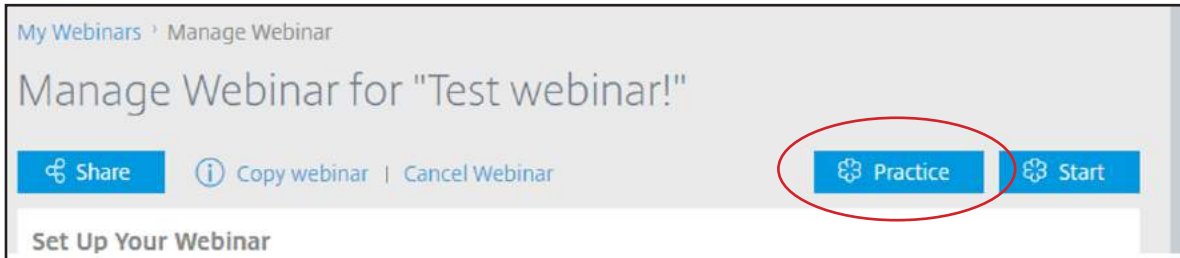 My Webinars › Manage Webinar
Manage Webinar for "Test webinar!"
Share Copy webinar | Cancel Webinar Practice Start
Set Up Your Webinar